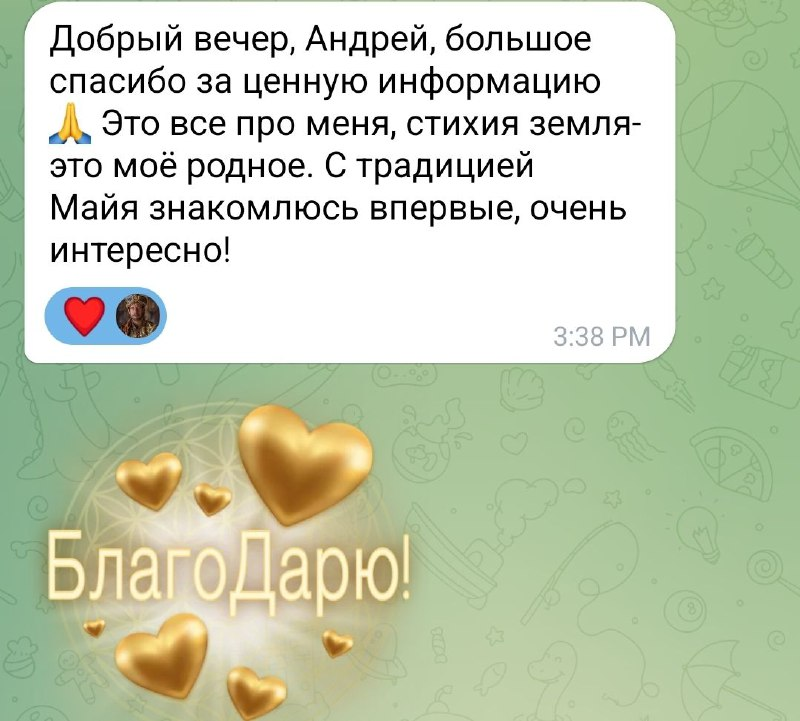 Добрый вечер, Андрей, большое
спасибо за ценную информацию
🙏 Это все про меня, стихия земля-
это моё родное. С традицией
Майя знакомлюсь впервые, очень
интересно!
3:38 PM
БлагоДарю!